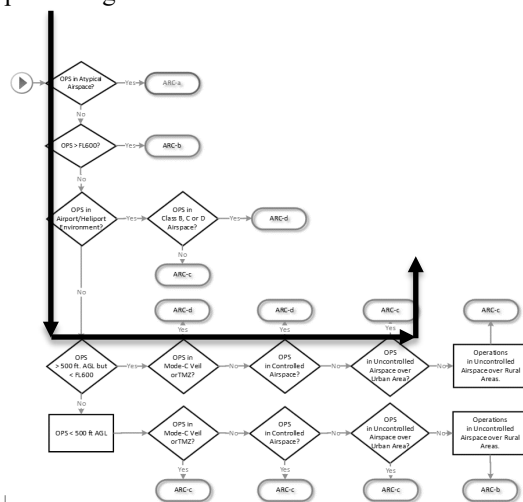 OPS in Atypical
Airspace?
Yes
ARC-a
No
OPS > FL600?
Yes
ARC-b
No
OPS in
Airport/Heliport
Environment?
Yes
OPS in
Class B, C or D
Airspace?
Yes
ARC-d
No
ARC-c
No
ARC-d
ARC-d
ARC-c
ARC-c
Yes
Yes
Yes
OPS
> 500 ft. AGL but
< FL600
Yes
OPS in
Mode-C Veil
orTMZ?
No
OPS
in Controlled
Airspace?
No
OPS
in Uncontrolled
Airspace over
Urban Area?
No
Operations
in Uncontrolled
Airspace over Rural
Areas.
No
OPS < 500 ft AGL
OPS in
Mode-C Veil
orTMZ?
No
OPS
in Controlled
Airspace?
No
OPS
in Uncontrolled
Airspace over
Urban Area?
No
Operations
in Uncontrolled
Airspace over Rural
Areas.
Yes
Yes
Yes
ARC-c
ARC-c
ARC-c
ARC-b